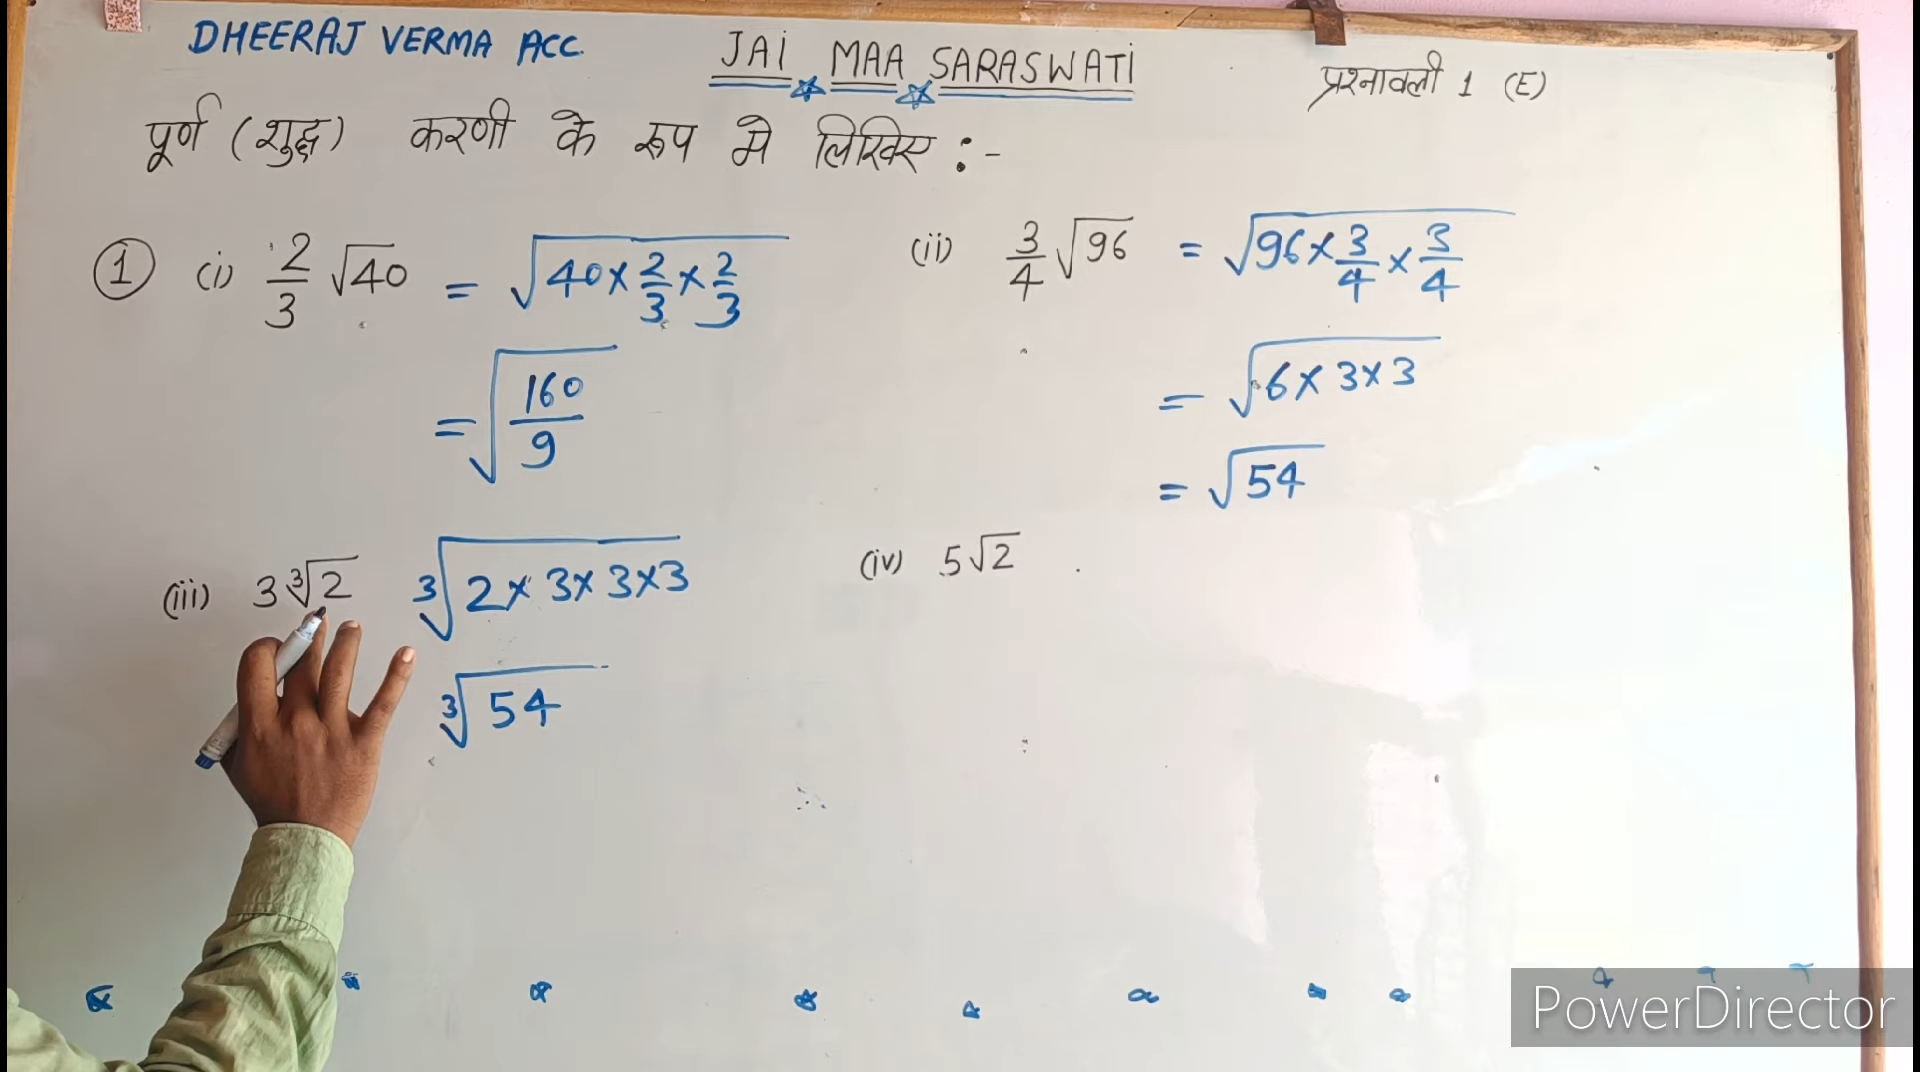 DHEERAJ VERMA ACC.
JAI MAA SARASWATI
प्रश्नावली 1 (E)
पूर्ण (शुद्ध) करणी के रूप मे लिखिए :-
① (i) 2/3 √40 = √(40 × 2/3 × 2/3)
= √(160/9)
(ii) 3/4 √96 = √(96 × 3/4 × 3/4)
= √(6 × 3 × 3)
= √54
(iii) 3 ∛2 ∛(2 × 3 × 3 × 3)
∛54
(iv) 5√2
PowerDirector